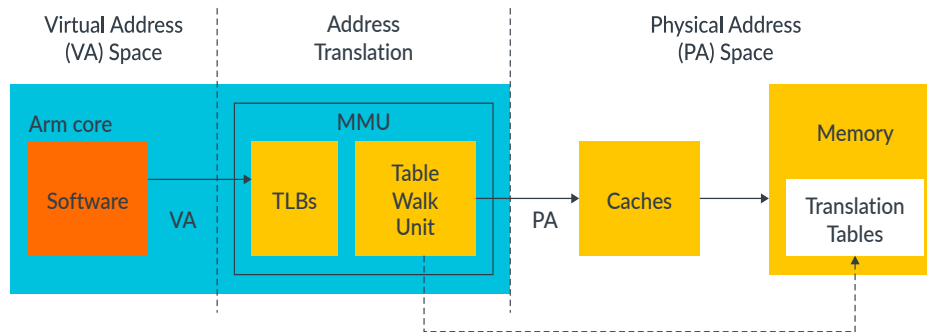 Virtual Address
(VA) Space
Address
Translation
Physical Address
(PA) Space
Arm core
MMU
Memory
Software
VA
TLBs
Table
Walk
Unit
PA
Caches
Translation
Tables